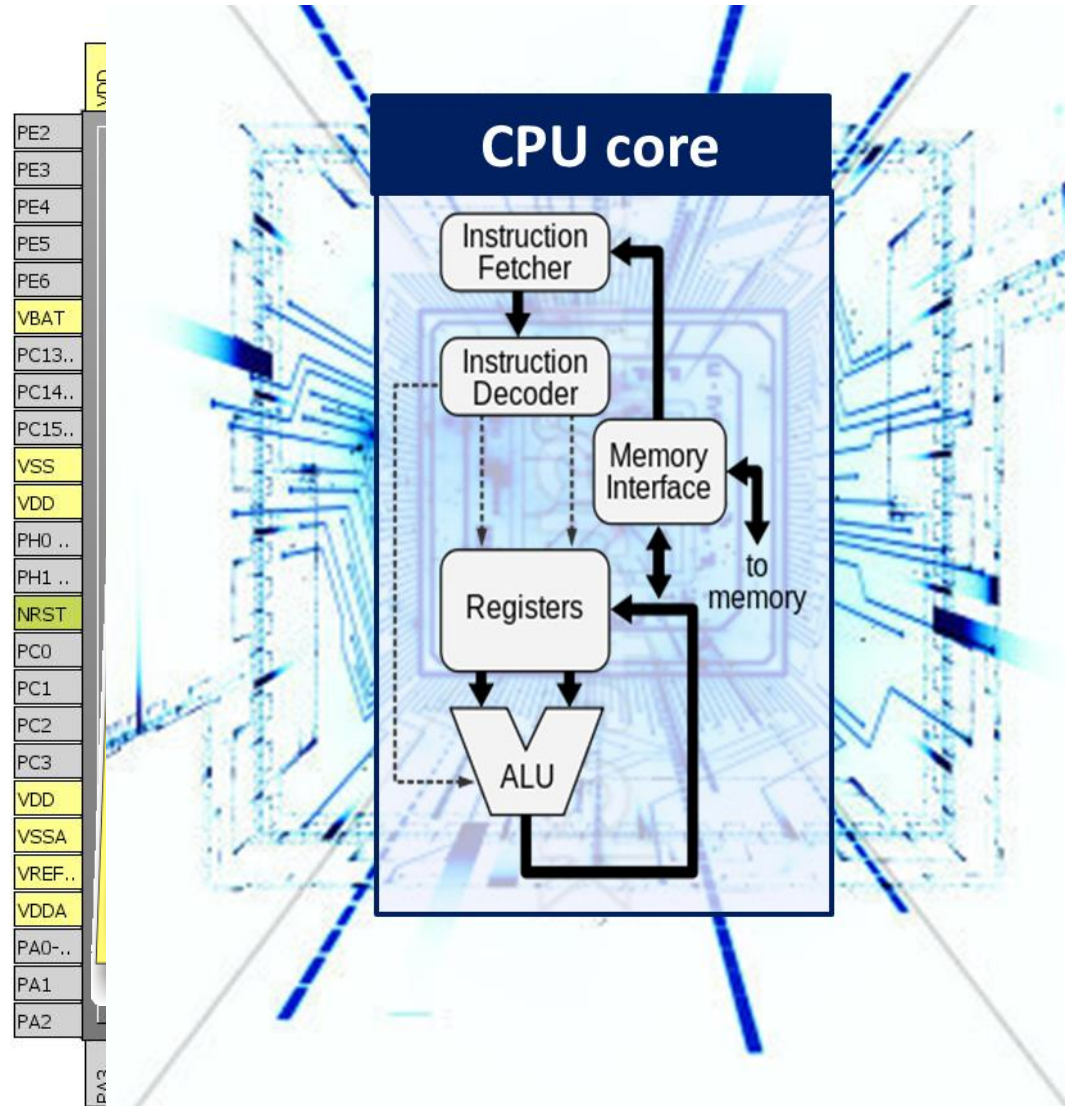 VDD
PE2
PE3
PE4
PE5
PE6
VBAT
PC13..
PC14..
PC15..
VSS
VDD
PH0 ..
PH1 ..
NRST
PC0
PC1
PC2
PC3
VDD
VSSA
VREF..
VDDA
PA0-..
PA1
PA2
PA3
CPU core
Instruction
Fetcher
Instruction
Decoder
Memory
Interface
to
memory
Registers
ALU